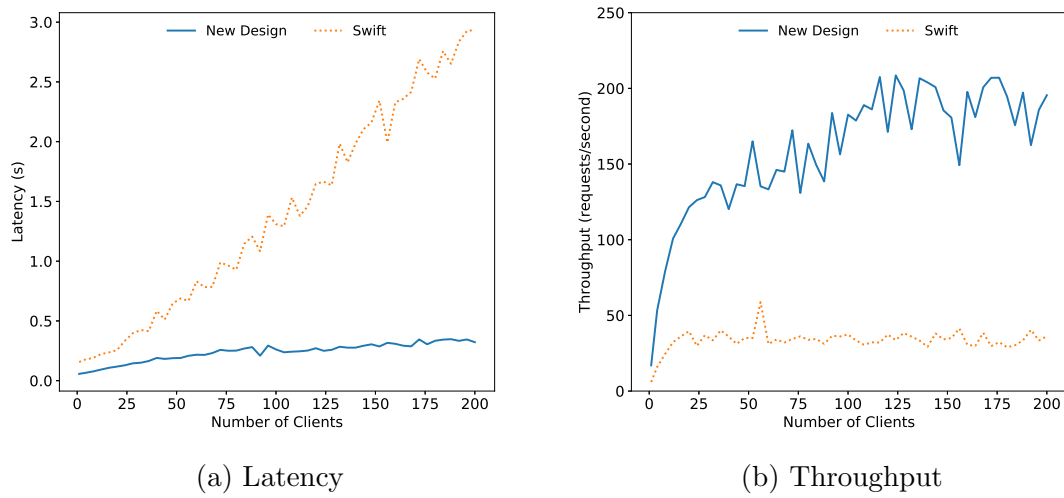 New Design
Swift
3.0
2.5
2.0
1.5
1.0
0.5
0.0
Latency (s)
1 25 50 75 100 125 150 175 200
Number of Clients
(a) Latency
New Design
Swift
250
200
150
100
50
0
Throughput (requests/second)
1 25 50 75 100 125 150 175 200
Number of Clients
(b) Throughput